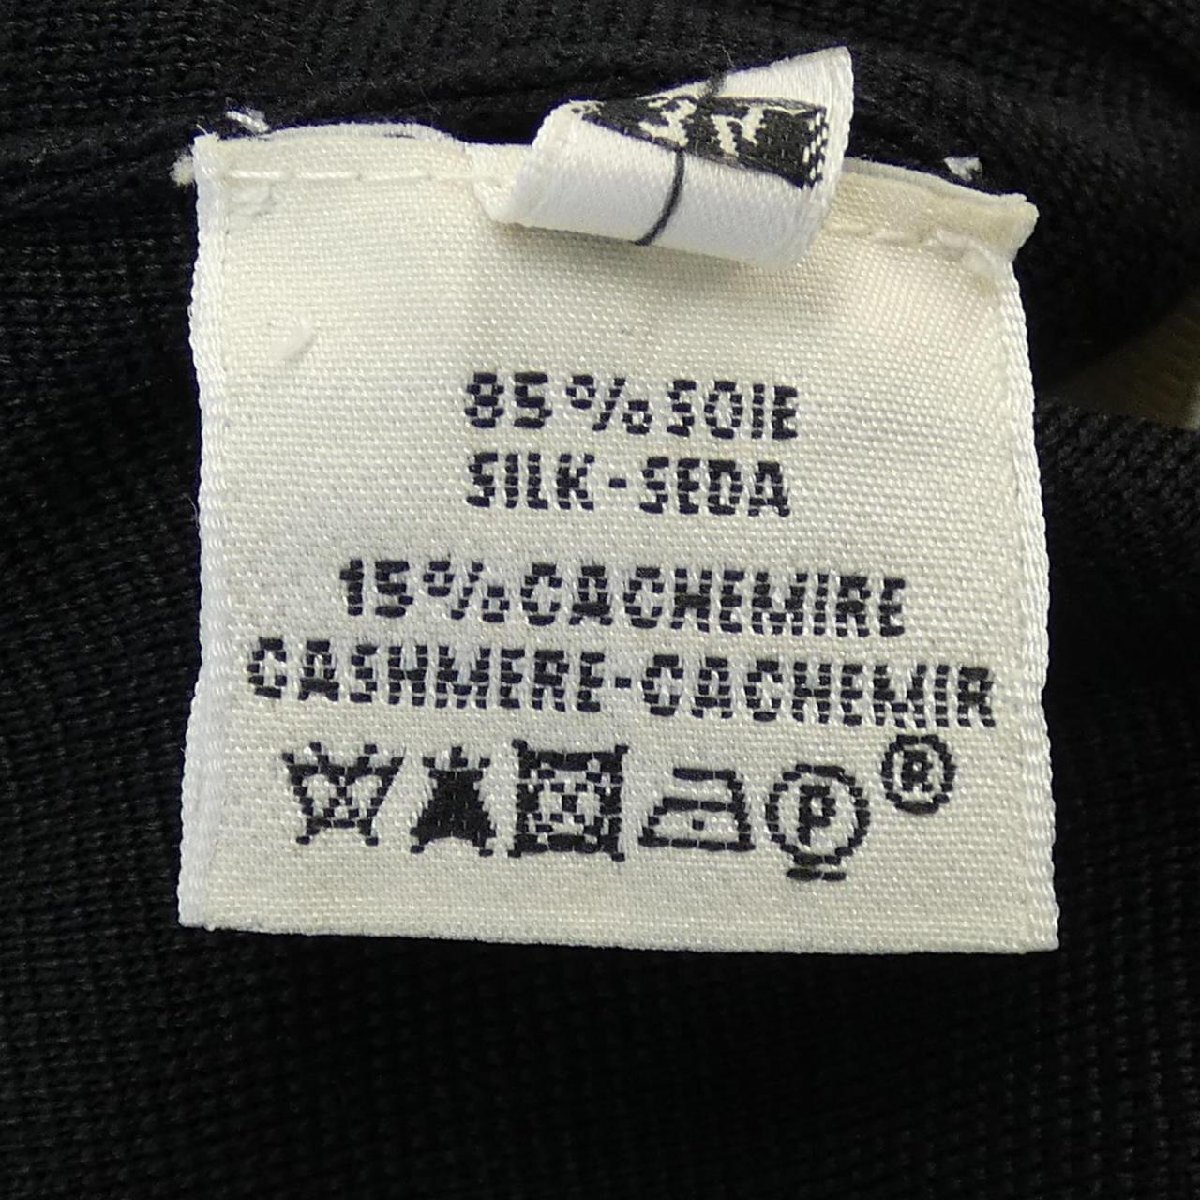 85% SOIE
SILK-SEDA
15% CACHEMIRE
CASHMERE-CACHEMIR
P ®